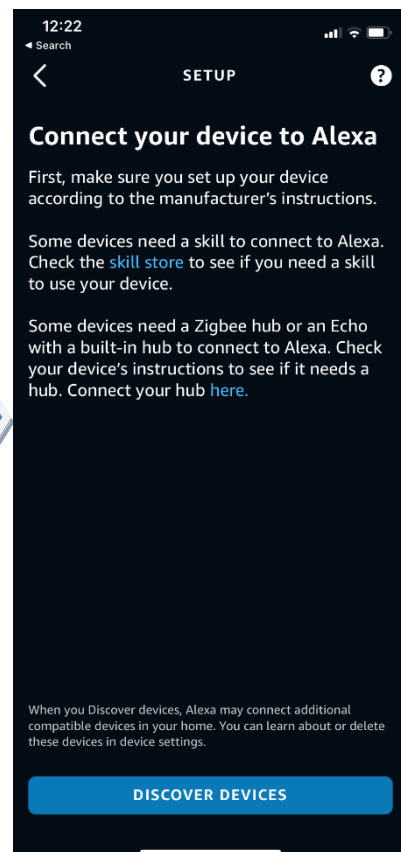 12:22
◄ Search
SETUP
?
Connect your device to Alexa
First, make sure you set up your device
according to the manufacturer's instructions.
Some devices need a skill to connect to Alexa.
Check the skill store to see if you need a skill
to use your device.
Some devices need a Zigbee hub or an Echo
with a built-in hub to connect to Alexa. Check
your device's instructions to see if it needs a
hub. Connect your hub here.
When you Discover devices, Alexa may connect additional
compatible devices in your home. You can learn about or delete
these devices in device settings.
DISCOVER DEVICES